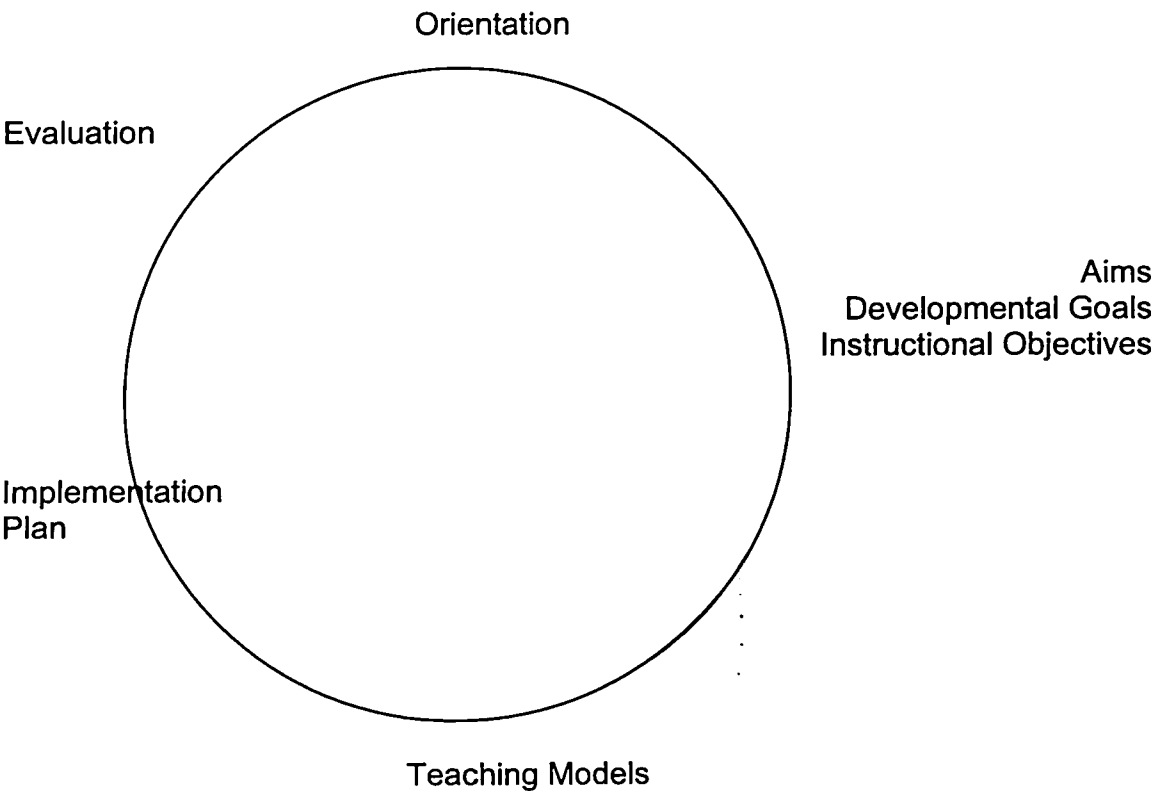 Orientation
Evaluation
Aims
Developmental Goals
Instructional Objectives
Implementation
Plan
Teaching Models